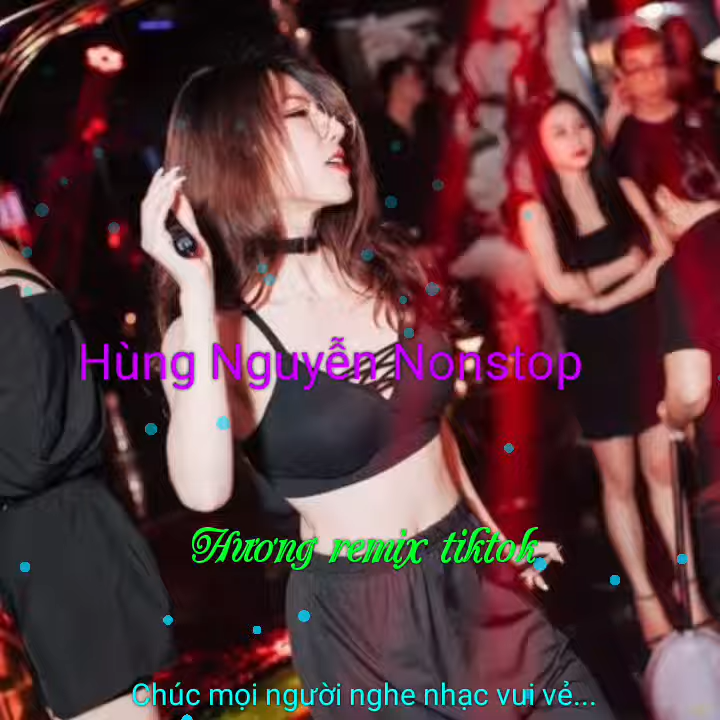 Hùng Nguyễn Nonstop
Hương remix tiktok
Chúc mọi người nghe nhạc vui vẻ...